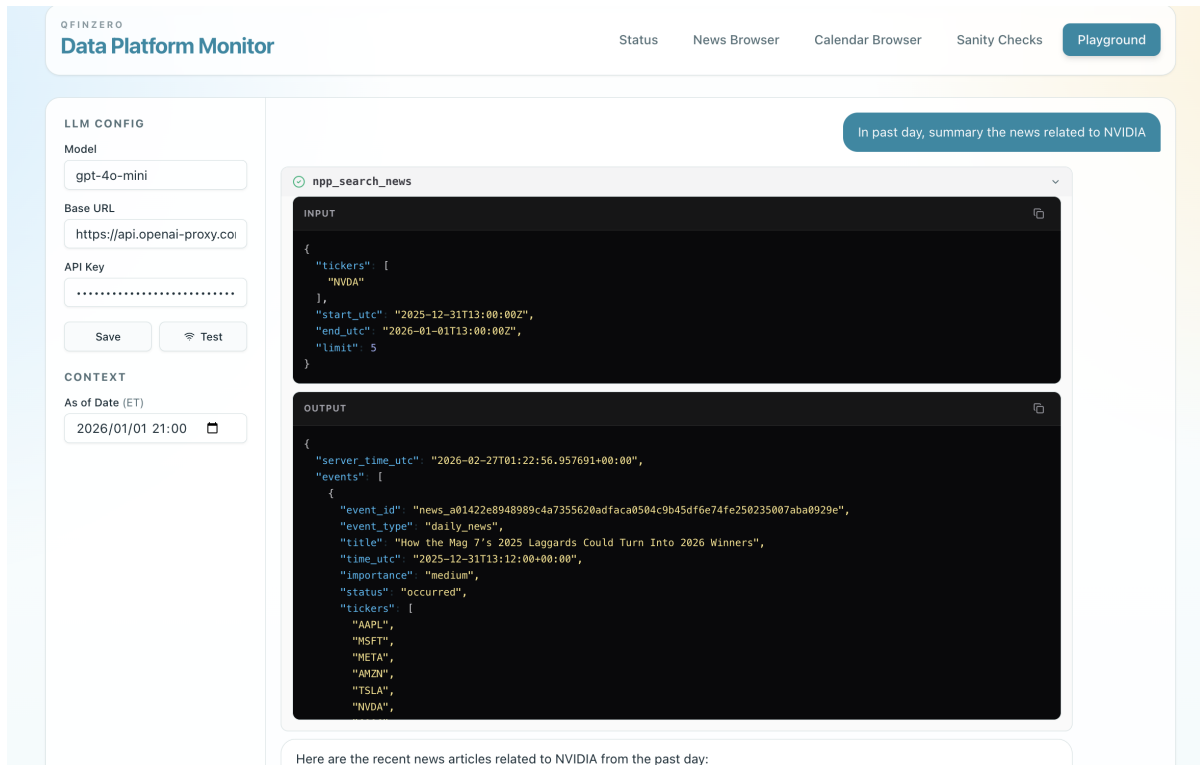 QFINZERO
Data Platform Monitor
Status
News Browser
Calendar Browser
Sanity Checks
Playground
LLM CONFIG
Model
gpt-4o-mini
Base URL
https://api.openai-proxy.co
API Key
Save
Test
CONTEXT
As of Date (ET)
2026/01/01 21:00
In past day, summary the news related to NVIDIA
npp_search_news
INPUT
{
"tickers": [
"NVDA"
],
"start_utc": "2025-12-31T13:00:00Z",
"end_utc": "2026-01-01T13:00:00Z",
"limit": 5
}
OUTPUT
{
"server_time_utc": "2026-02-27T01:22:56.957691+00:00",
"events": [
{
"event_id": "news_a01422e8948989c4a7355620adfaca0504c9b45df6e74fe250235007aba0929e",
"event_type": "daily_news",
"title": "How the Mag 7’s 2025 Laggards Could Turn Into 2026 Winners",
"time_utc": "2025-12-31T13:12:00+00:00",
"importance": "medium",
"status": "occurred",
"tickers": [
"AAPL",
"MSFT",
"META",
"AMZN",
"TSLA",
"NVDA",
Here are the recent news articles related to NVIDIA from the past day: